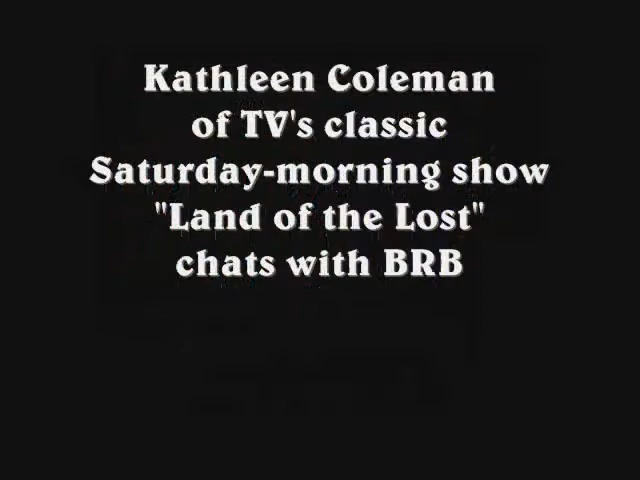 Kathleen Coleman
of TV's classic
Saturday-morning show
"Land of the Lost"
chats with BRB